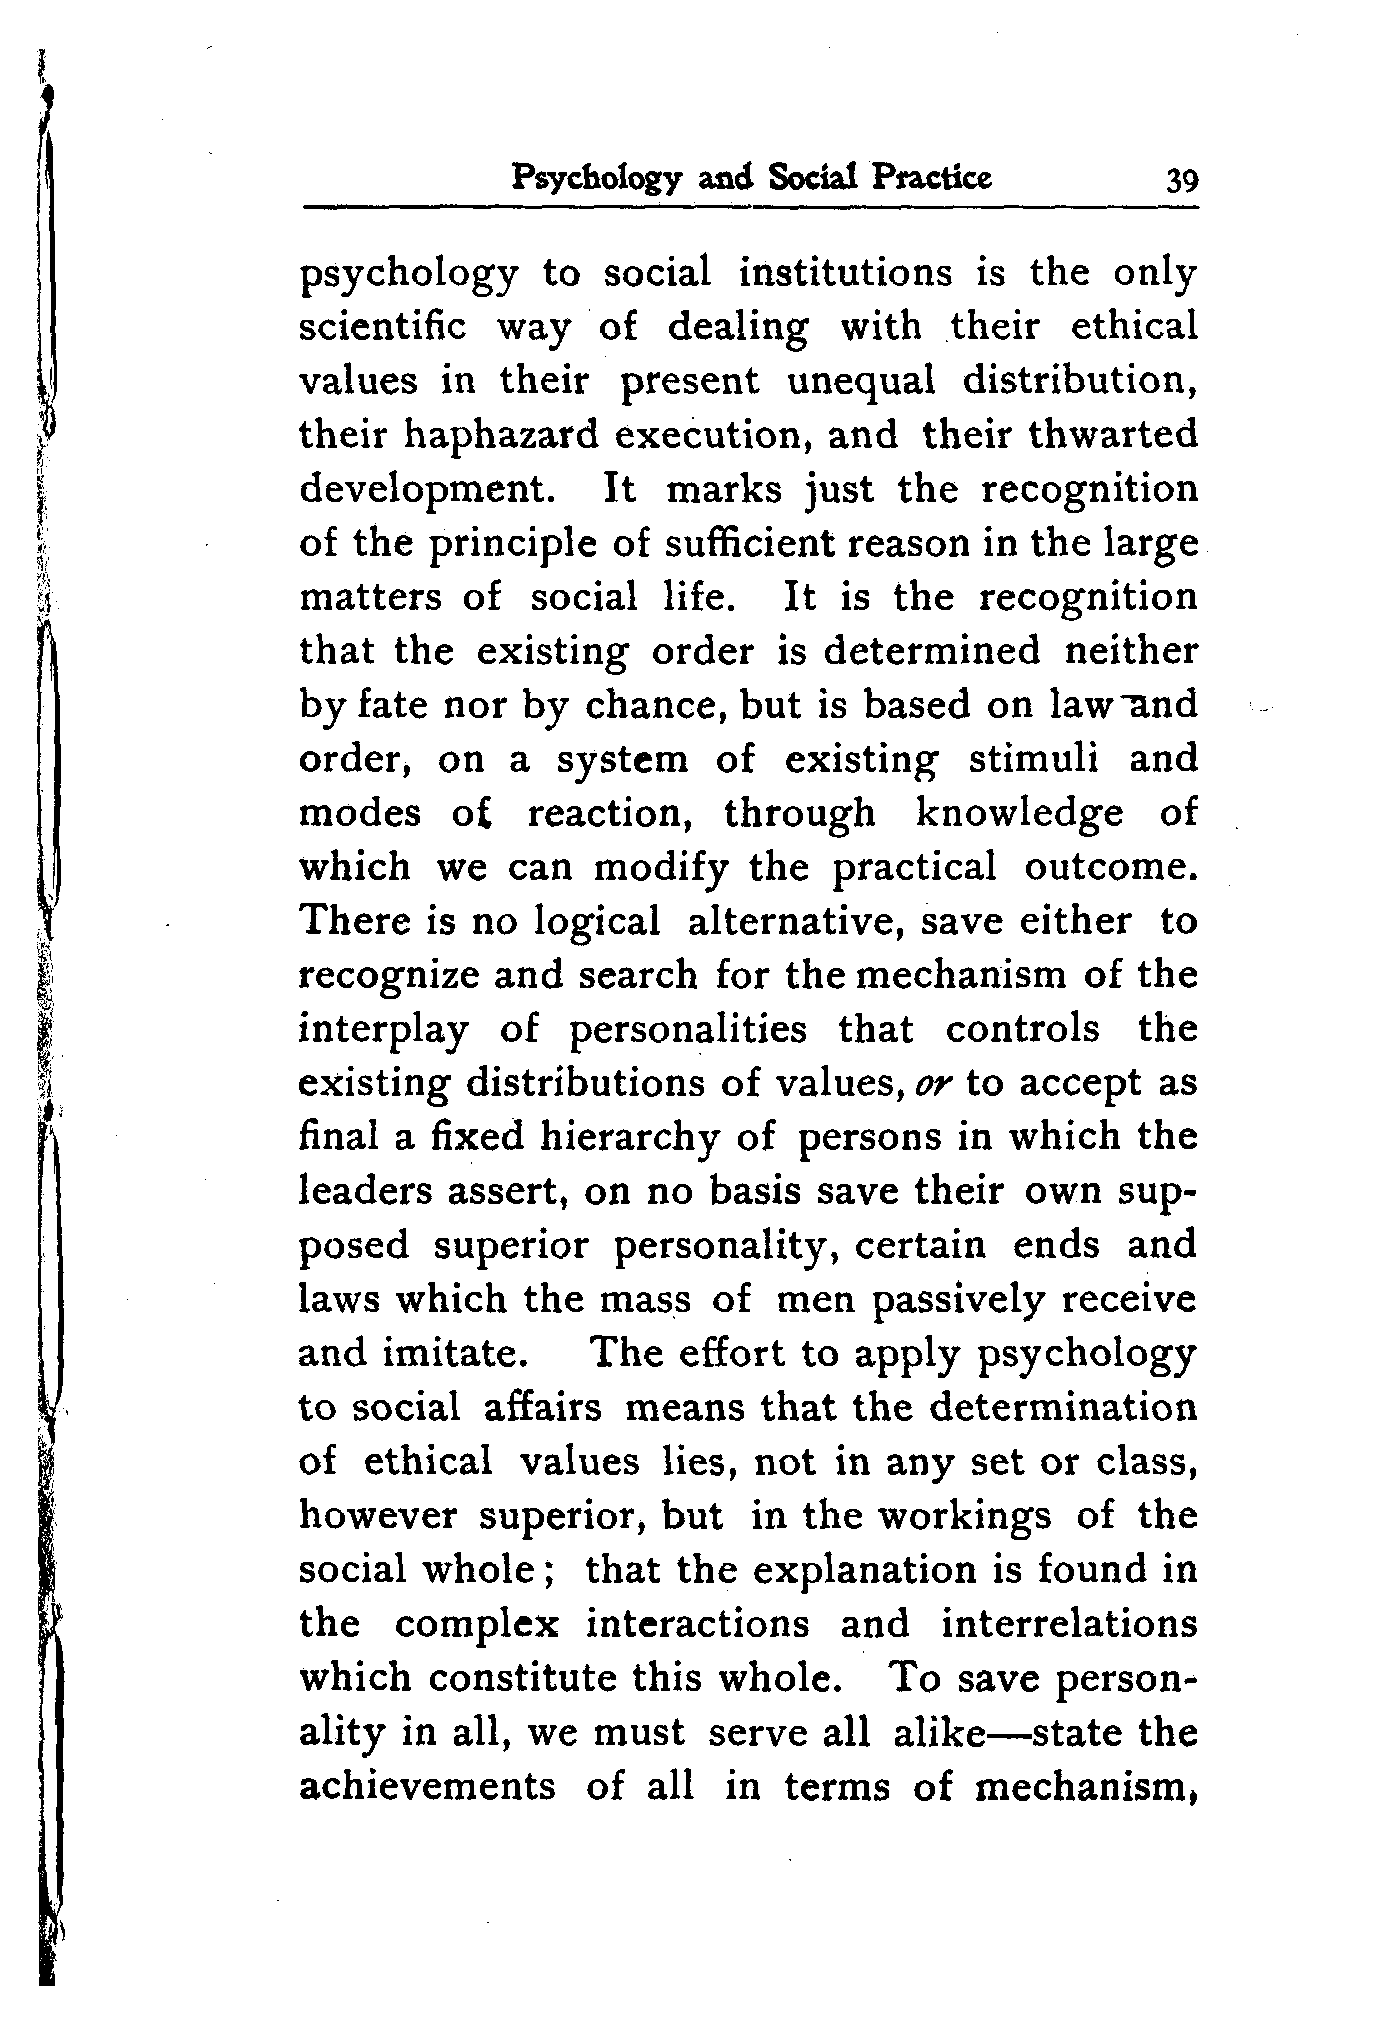 Psychology and Social Practice 39
psychology to social institutions is the only
scientific way of dealing with their ethical
values in their present unequal distribution,
their haphazard execution, and their thwarted
development. It marks just the recognition
of the principle of sufficient reason in the large
matters of social life. It is the recognition
that the existing order is determined neither
by fate nor by chance, but is based on law and
order, on a system of existing stimuli and
modes of reaction, through knowledge of
which we can modify the practical outcome.
There is no logical alternative, save either to
recognize and search for the mechanism of the
interplay of personalities that controls the
existing distributions of values, or to accept as
final a fixed hierarchy of persons in which the
leaders assert, on no basis save their own sup-
posed superior personality, certain ends and
laws which the mass of men passively receive
and imitate. The effort to apply psychology
to social affairs means that the determination
of ethical values lies, not in any set or class,
however superior, but in the workings of the
social whole; that the explanation is found in
the complex interactions and interrelations
which constitute this whole. To save person-
ality in all, we must serve all alike—state the
achievements of all in terms of mechanism,